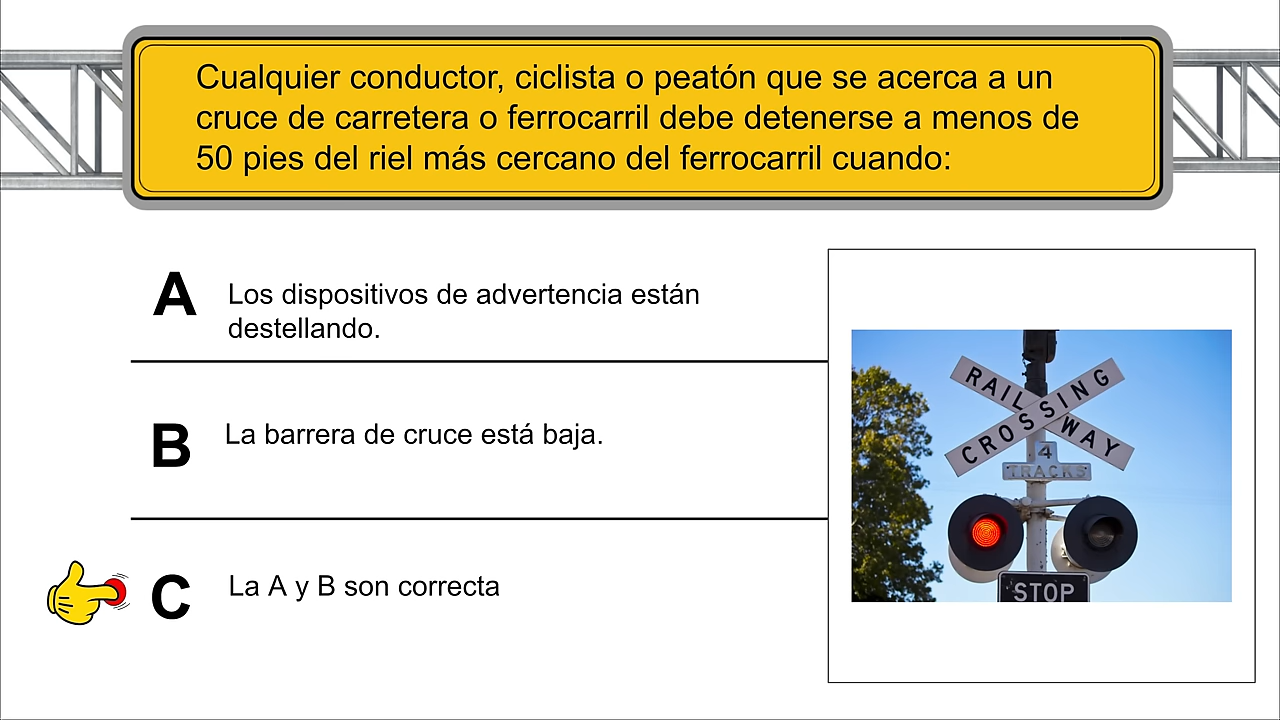 Cualquier conductor, ciclista o peatón que se acerca a un
cruce de carretera o ferrocarril debe detenerse a menos de
50 pies del riel más cercano del ferrocarril cuando:
A
Los dispositivos de advertencia están
destellando.
B
La barrera de cruce está baja.
C
La A y B son correcta
RAIL CROSSING WAY
4
TRACKS
STOP